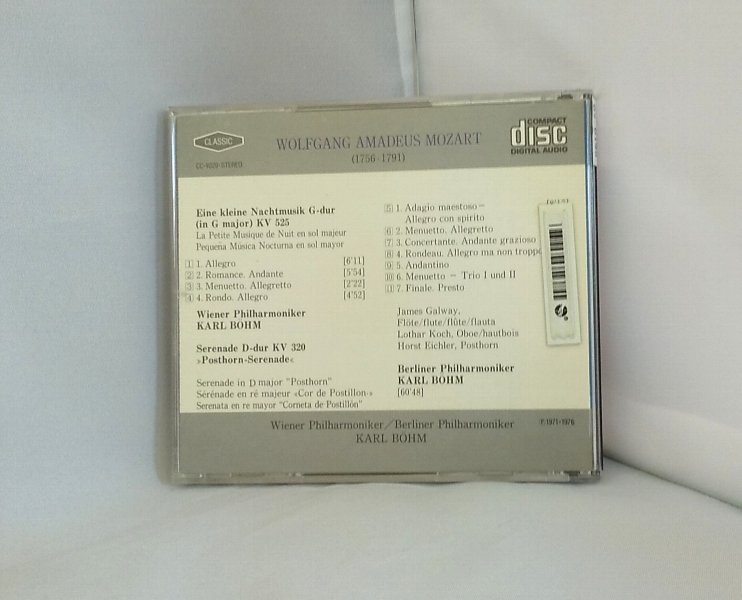 CLASSIC
WOLFGANG AMADEUS MOZART
(1756-1791)
COMPACT
disc
DIGITAL AUDIO
STEREO
Eine kleine Nachtmusik G-dur
(in G major) KV 525
La Petite Musique de Nuit en sol majeur
Pequeña Música Nocturna en sol mayor
1 1. Allegro [6'11]
2 2. Romance. Andante [5'54]
3 3. Menuetto. Allegretto [2'22]
4 4. Rondo. Allegro [4'52]
Wiener Philharmoniker
KARL BÖHM
Serenade D-dur KV 320
»Posthorn-Serenade«
Serenade in D major "Posthorn"
Sérénade en ré majeur «Cor de Postillon»
Serenata en re mayor "Corneta de Postillón"
5 1. Adagio maestoso—
Allegro con spirito
6 2. Menuetto. Allegretto
7 3. Concertante. Andante grazioso
8 4. Rondeau. Allegro ma non troppo
9 5. Andantino
10 6. Menuetto — Trio I und II
11 7. Finale. Presto
James Galway,
Flöte/flute/flûte/flauta
Lothar Koch, Oboe/hautbois
Horst Eichler, Posthorn
Berliner Philharmoniker
KARL BÖHM
[60'48]
Wiener Philharmoniker/Berliner Philharmoniker
KARL BÖHM
℗1971·1976